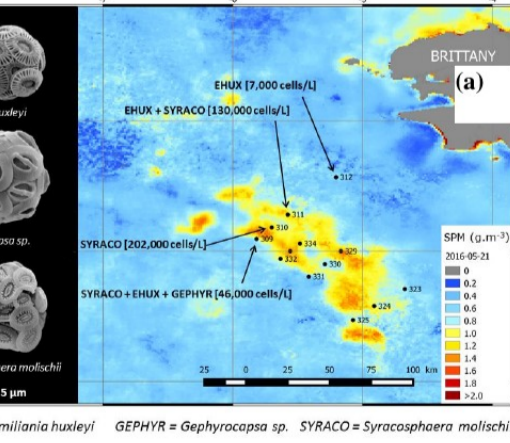 BRITTANY
(a)
EHUX [7,000 cells/L]
EHUX + SYRACO [130,000 cells/L]
312
311
310
309
SYRACO [202,000 cells/L]
334
332
329
330
331
SYRACO + EHUX + GEPHYR [46,000 cells/L]
323
324
325
SPM (g.m-3)
2016-05-21
0
0.2
0.4
0.6
0.8
1.0
1.2
1.4
1.6
1.8
>2.0
25 0 25 50 75 100 km
uxleyi
sa sp.
era molischii
5 µm
miliania huxleyi GEPHYR = Gephyrocapsa sp. SYRACO = Syracosphaera molischi